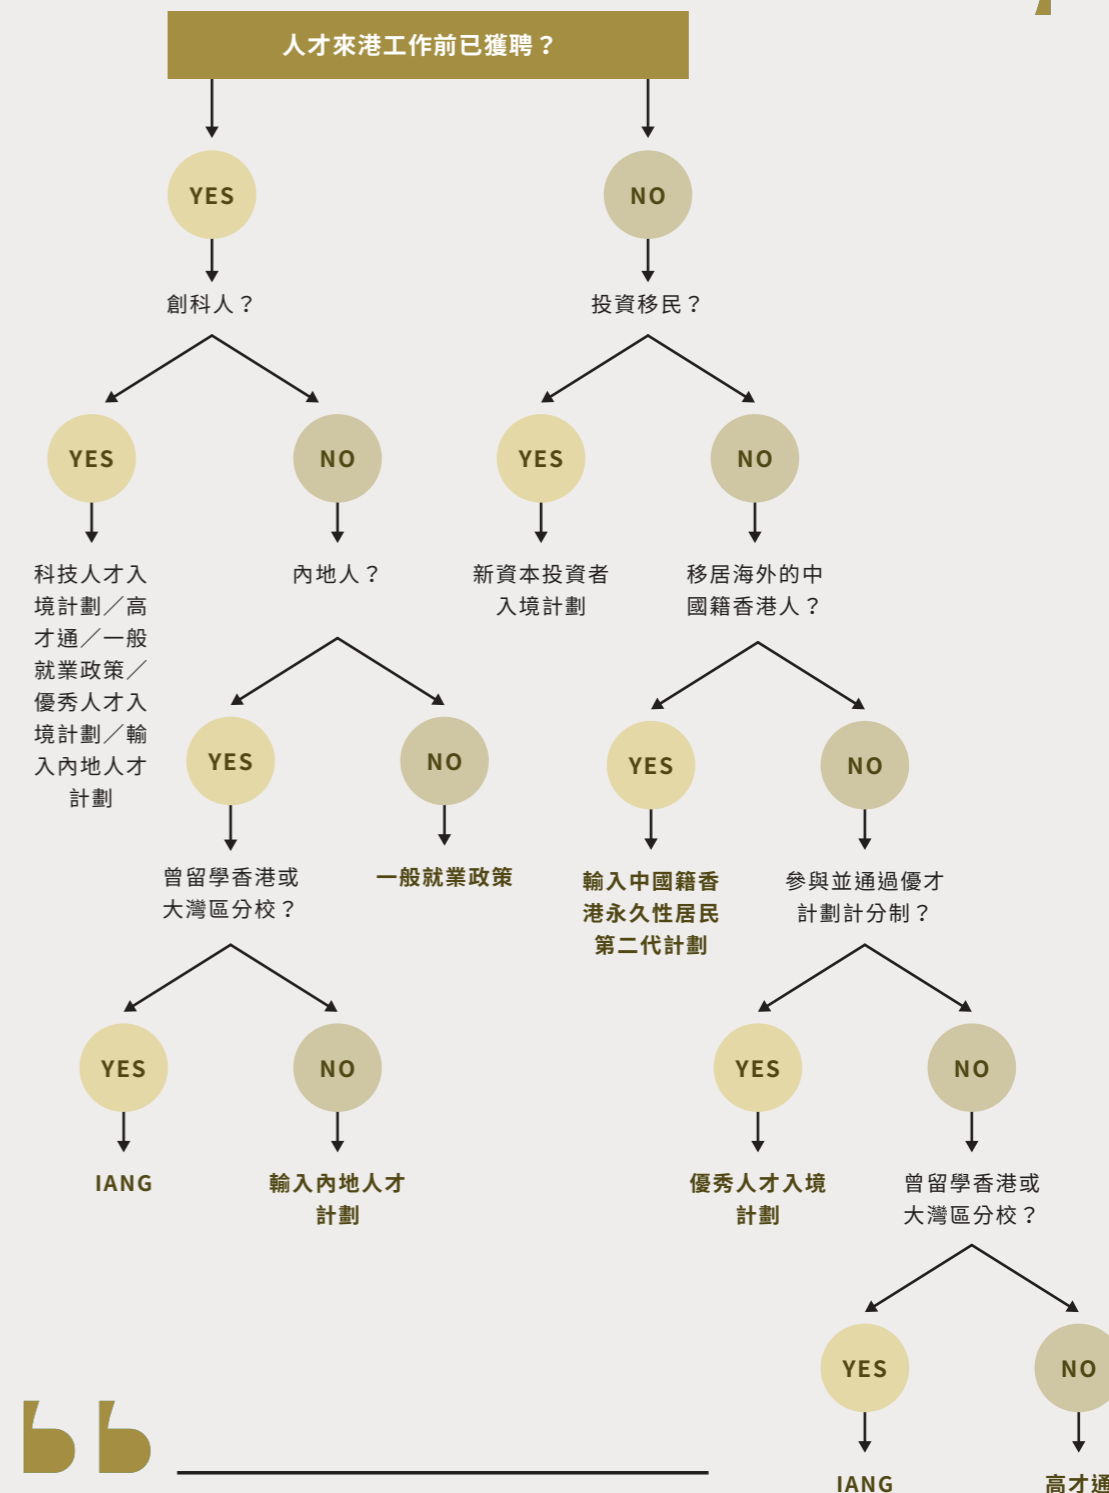 人才來港工作前已獲聘？
YES
NO
創科人？
投資移民？
YES
NO
YES
NO
科技人才入
境計劃／高
才通／一般
就業政策／
優秀人才入
境計劃／輸
入內地人才
計劃
內地人？
新資本投資者
入境計劃
移居海外的中
國籍香港人？
YES
NO
YES
NO
曾留學香港或
大灣區分校？
一般就業政策
輸入中國籍香
港永久性居民
第二代計劃
參與並通過優才
計劃計分制？
YES
NO
YES
NO
IANG
輸入內地人才
計劃
優秀人才入境
計劃
曾留學香港或
大灣區分校？
YES
NO
IANG
高才通